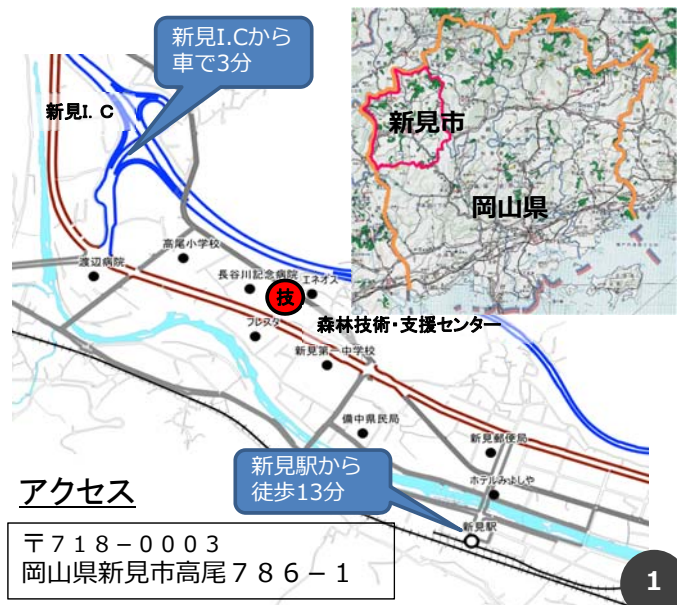 新見I.Cから
車で3分
新見I. C
新見市
岡山県
高尾小学校
渡辺病院
長谷川記念病院
エネオス
技
森林技術・支援センター
フレスタ
新見第一中学校
備中県民局
新見郵便局
新見駅から
徒歩13分
ホテルみよしや
新見駅
アクセス
〒718-0003
岡山県新見市高尾786-1
1